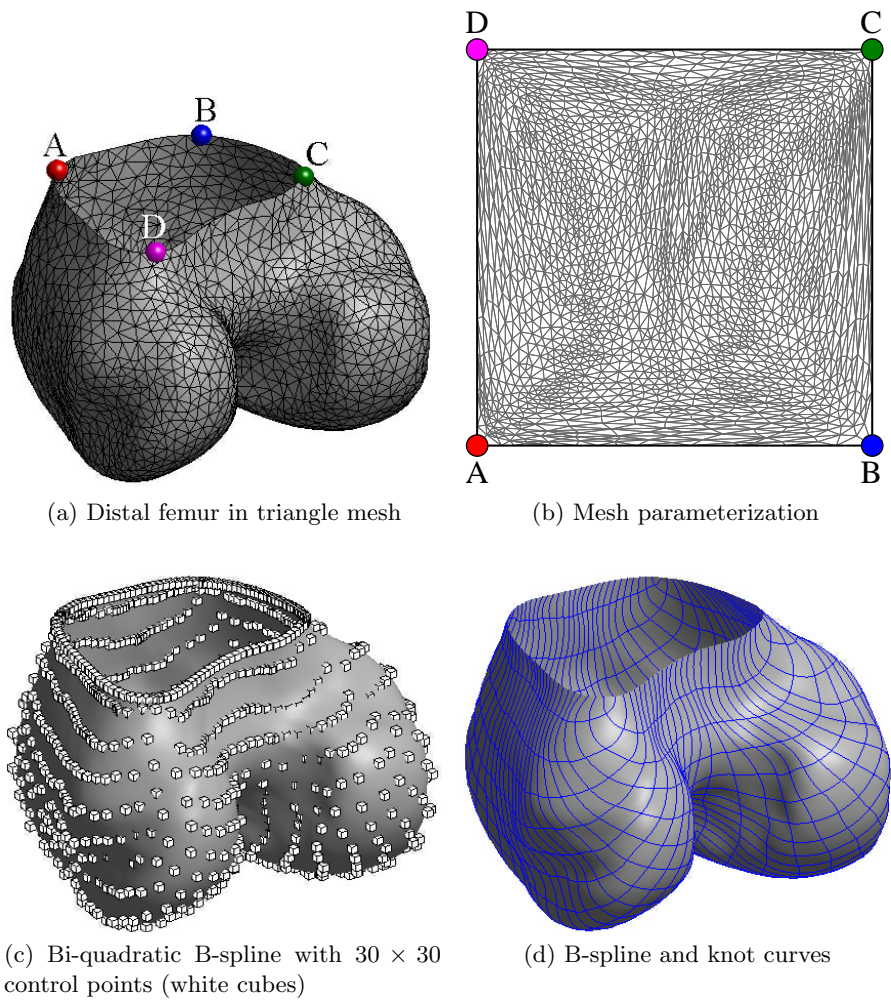 A
B
C
D
D
C
A
B
(a) Distal femur in triangle mesh
(b) Mesh parameterization
(c) Bi-quadratic B-spline with 30 × 30
control points (white cubes)
(d) B-spline and knot curves